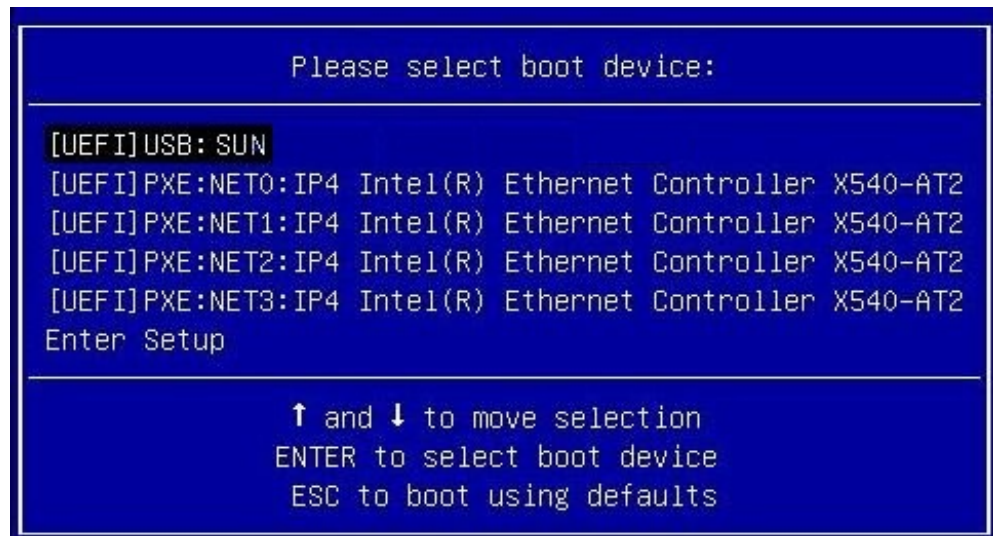 Please select boot device:
[UEFI]USB:SUN
[UEFI]PXE:NET0:IP4 Intel(R) Ethernet Controller X540-AT2
[UEFI]PXE:NET1:IP4 Intel(R) Ethernet Controller X540-AT2
[UEFI]PXE:NET2:IP4 Intel(R) Ethernet Controller X540-AT2
[UEFI]PXE:NET3:IP4 Intel(R) Ethernet Controller X540-AT2
Enter Setup
↑ and ↓ to move selection
ENTER to select boot device
ESC to boot using defaults